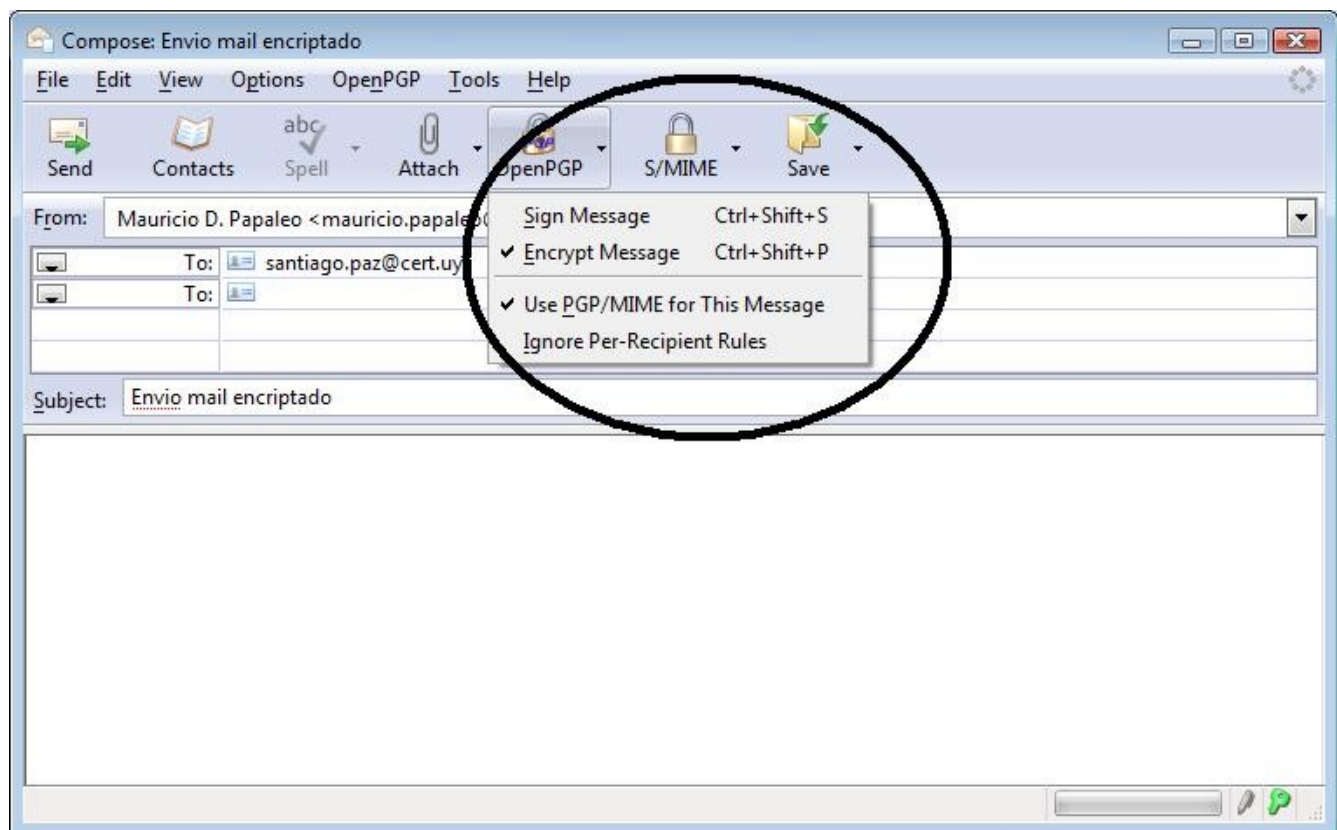 Compose: Envio mail encriptado
File Edit View Options OpenPGP Tools Help
Send Contacts abc Spell Attach OpenPGP S/MIME Save
From: Mauricio D. Papaleo <mauricio.papaleo
Sign Message Ctrl+Shift+S
To: santiago.paz@cert.uy
Encrypt Message Ctrl+Shift+P
To:
Use PGP/MIME for This Message
Ignore Per-Recipient Rules
Subject: Envio mail encriptado